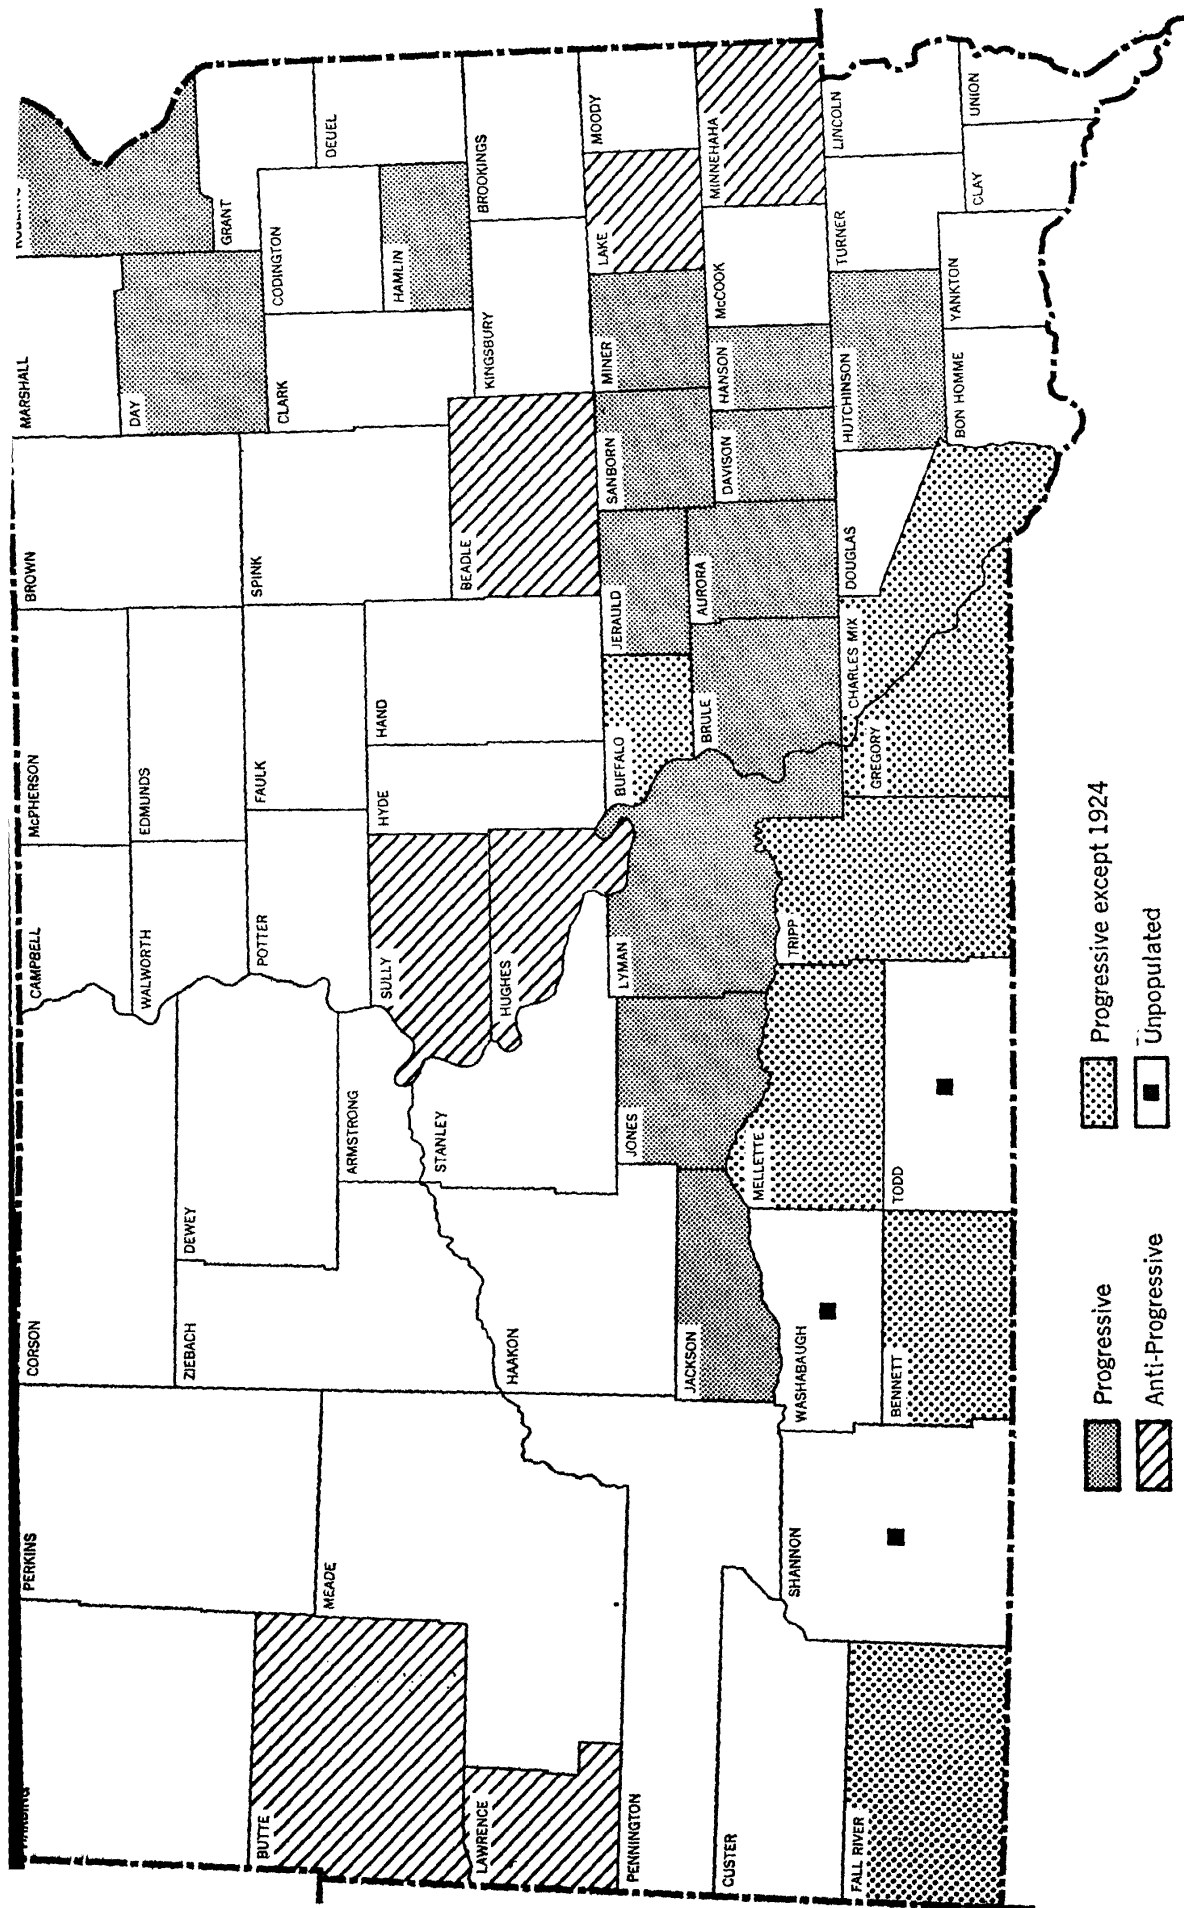 PERKINS
CORSON
CAMPBELL
McPHERSON
BROWN
MARSHALL
WALWORTH
EDMUNDS
DAY
ZIEBACH
DEWEY
POTTER
FAULK
SPINK
CLARK
CODINGTON
GRANT
BUTTE
MEADE
ARMSTRONG
SULLY
HYDE
HAND
HAMLIN
DEUEL
STANLEY
HUGHES
BEADLE
KINGSBURY
BROOKINGS
LAWRENCE
HAAKON
PENNINGTON
JONES
LYMAN
BUFFALO
JERAULD
SANBORN
MINER
LAKE
MOODY
JACKSON
BRULE
AURORA
DAVISON
HANSON
McCOOK
MINNEHAHA
CUSTER
SHANNON
WASHABAUGH
MELLETTE
TRIPP
FALL RIVER
BENNETT
TODD
GREGORY
CHARLES MIX
DOUGLAS
HUTCHINSON
TURNER
LINCOLN
BON HOMME
YANKTON
CLAY
UNION
Progressive
Progressive except 1924
Anti-Progressive
Unpopulated